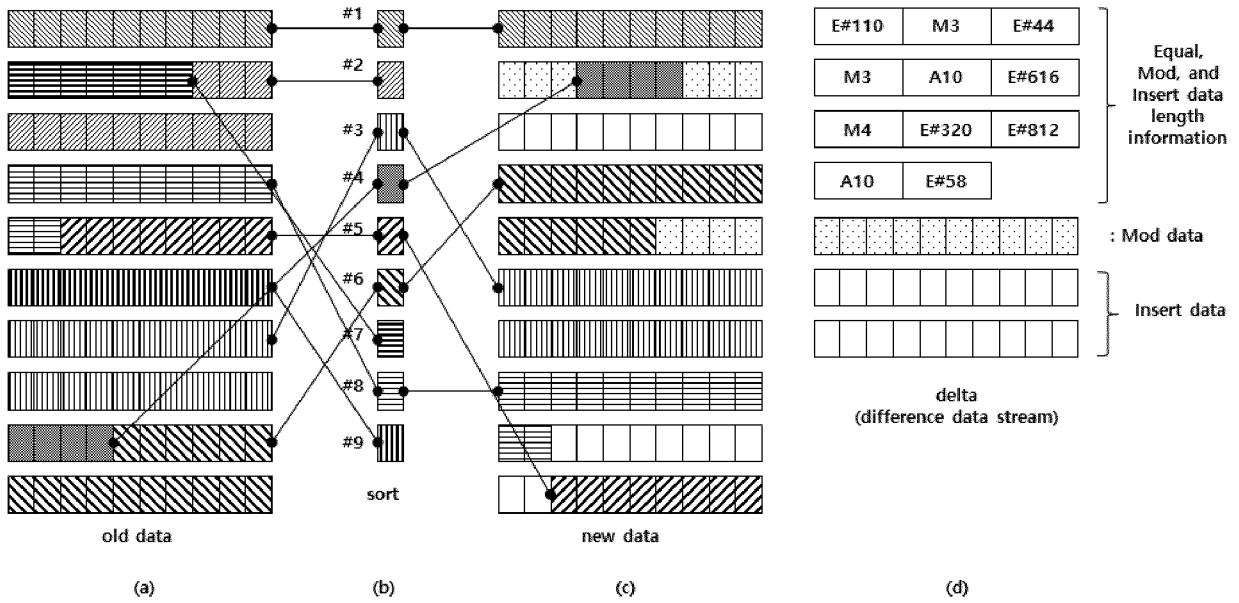 #1
#2
#3
#4
#5
#6
#7
#8
#9
sort
old data
new data
(a)
(b)
(c)
(d)
E#110 M3 E#44
M3 A10 E#616
M4 E#320 E#812
A10 E#58
Equal,
Mod, and
Insert data
length
information
: Mod data
Insert data
delta
(difference data stream)